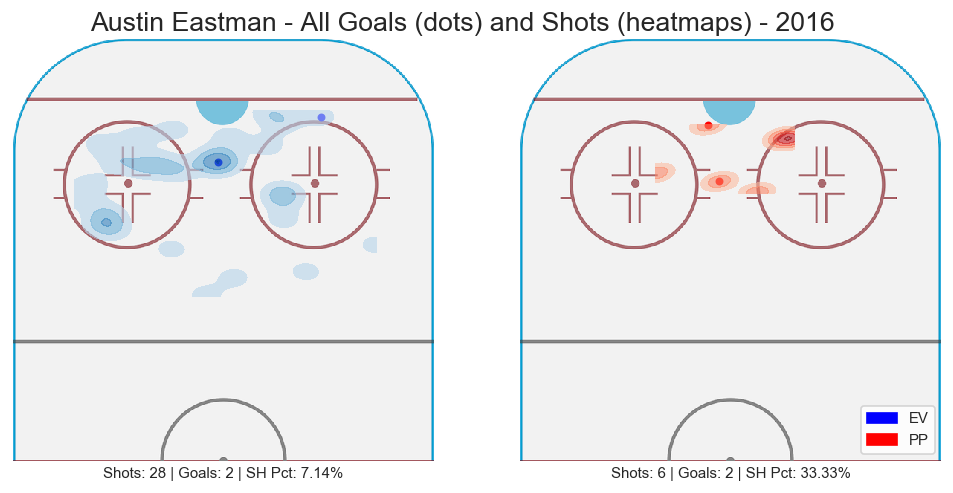 Austin Eastman - All Goals (dots) and Shots (heatmaps) - 2016
EV
PP
Shots: 28 | Goals: 2 | SH Pct: 7.14%
Shots: 6 | Goals: 2 | SH Pct: 33.33%